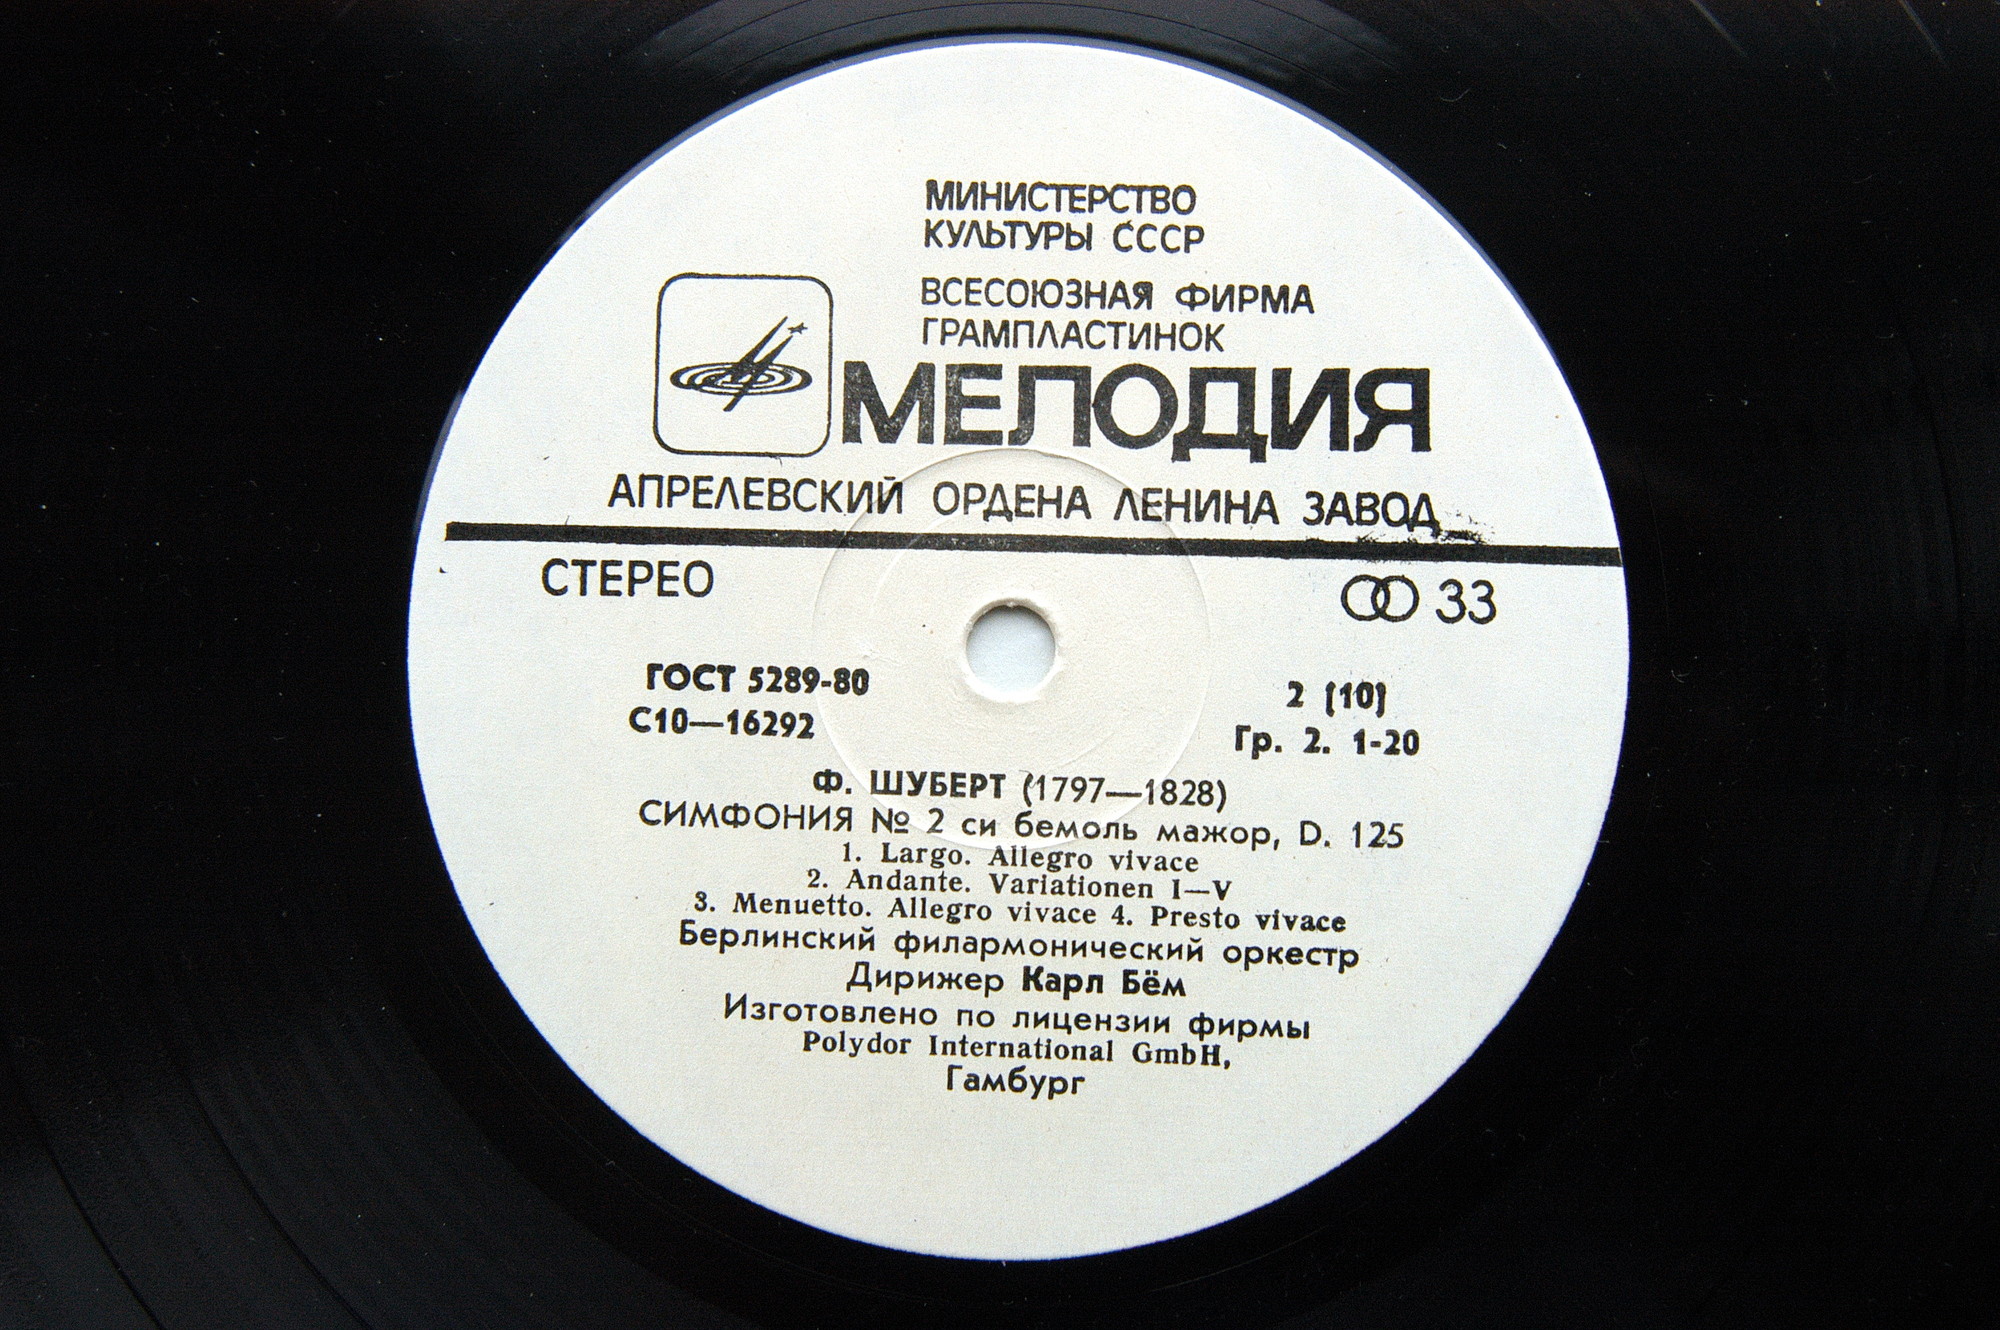 МИНИСТЕРСТВО
КУЛЬТУРЫ СССР
ВСЕСОЮЗНАЯ ФИРМА
ГРАМПЛАСТИНОК
МЕЛОДИЯ
АПРЕЛЕВСКИЙ ОРДЕНА ЛЕНИНА ЗАВОД
СТЕРЕО 33
ГОСТ 5289-80 2 (10)
С10—16292 Гр. 2. 1-20
Ф. ШУБЕРТ (1797—1828)
СИМФОНИЯ № 2 си бемоль мажор, D. 125
1. Largo. Allegro vivace
2. Andante. Variationen I—V
3. Menuetto. Allegro vivace 4. Presto vivace
Берлинский филармонический оркестр
Дирижер Карл Бём
Изготовлено по лицензии фирмы
Polydor International GmbH,
Гамбург